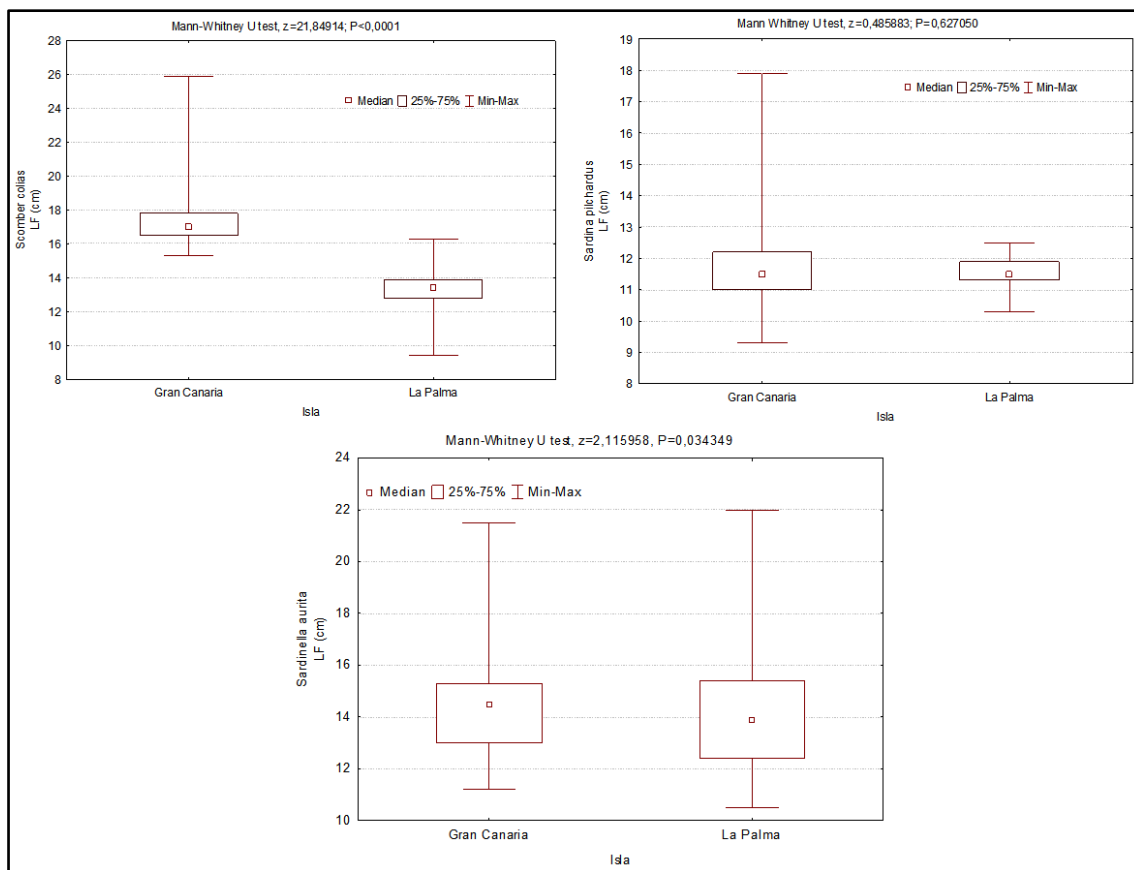 Mann-Whitney U test, z=21,84914; P<0,0001
28
26
24
22
20
18
16
14
12
10
8
Scomber colias
LF (cm)
Median 25%-75% Min-Max
Gran Canaria La Palma
Isla
Mann Whitney U test, z=0,485883; P=0,627050
19
18
17
16
15
14
13
12
11
10
9
8
Sardina pilchardus
LF (cm)
Median 25%-75% Min-Max
Gran Canaria La Palma
Isla
Mann-Whitney U test, z=2,115958, P=0,034349
24
22
20
18
16
14
12
10
Sardinella aurita
LF (cm)
Median 25%-75% Min-Max
Gran Canaria La Palma
Isla